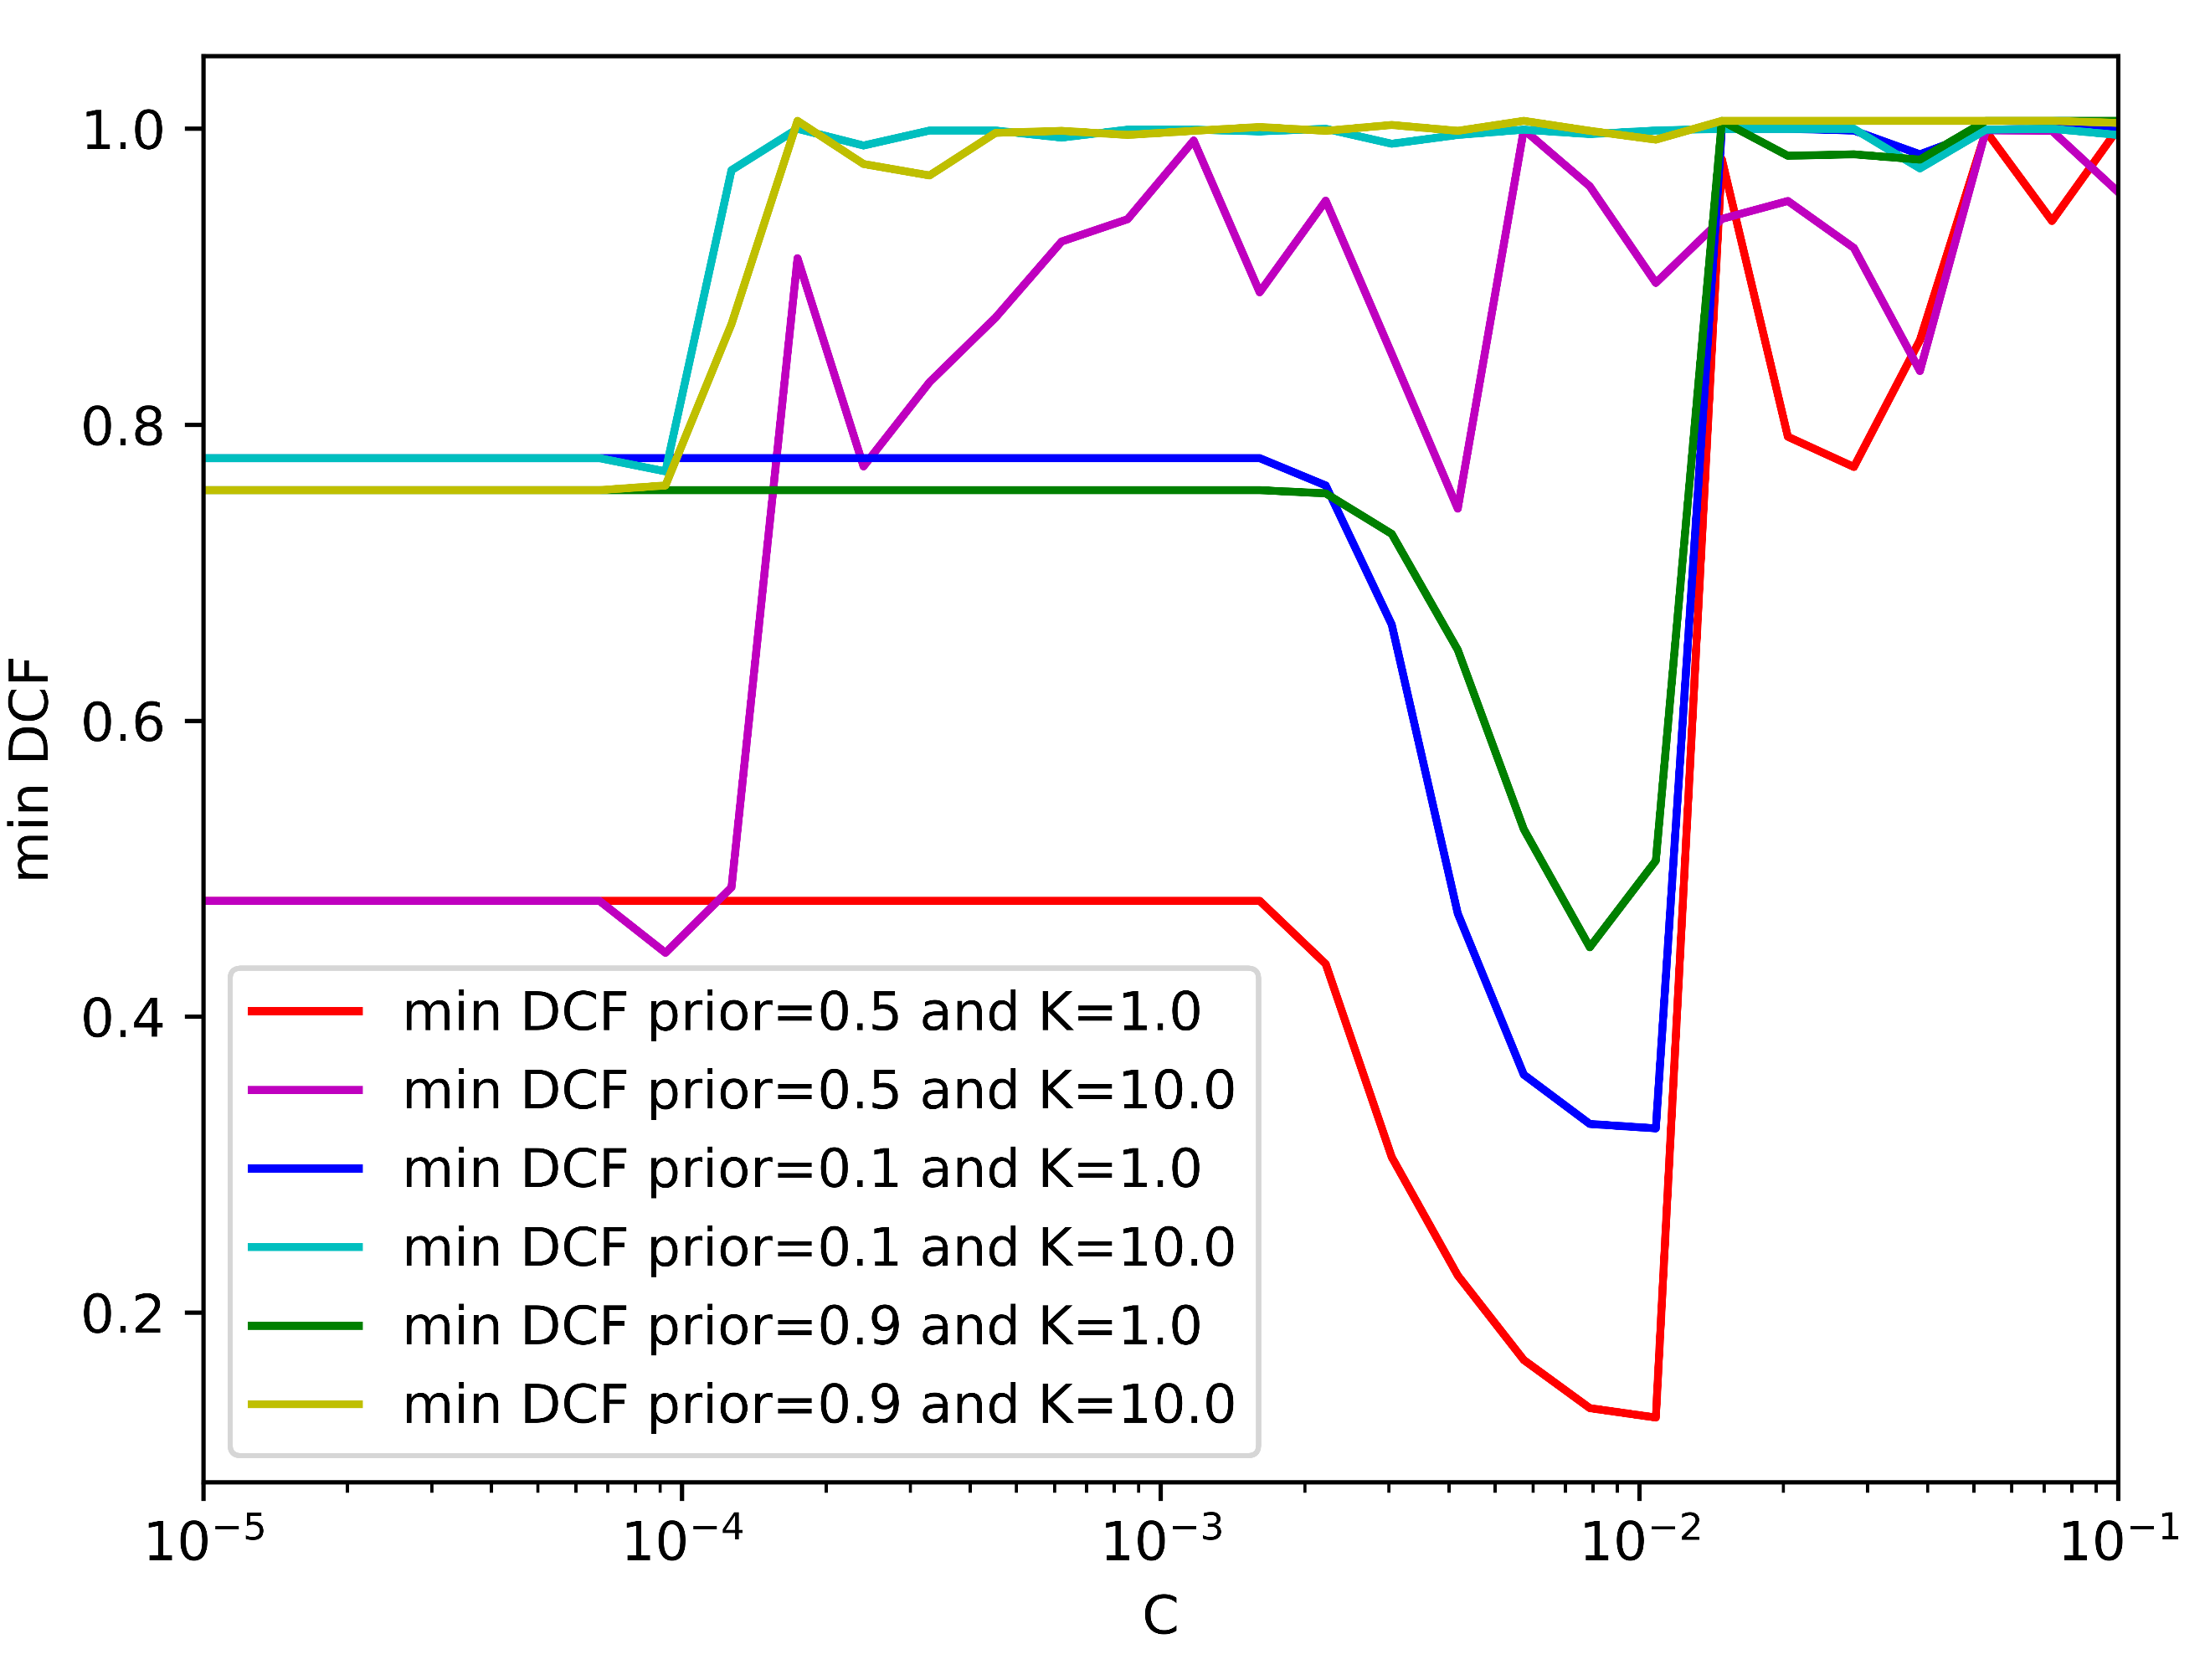 1.0
0.8
0.6
0.4
0.2
min DCF
min DCF prior=0.5 and K=1.0
min DCF prior=0.5 and K=10.0
min DCF prior=0.1 and K=1.0
min DCF prior=0.1 and K=10.0
min DCF prior=0.9 and K=1.0
min DCF prior=0.9 and K=10.0
10⁻⁵ 10⁻⁴ 10⁻³ 10⁻² 10⁻¹
C